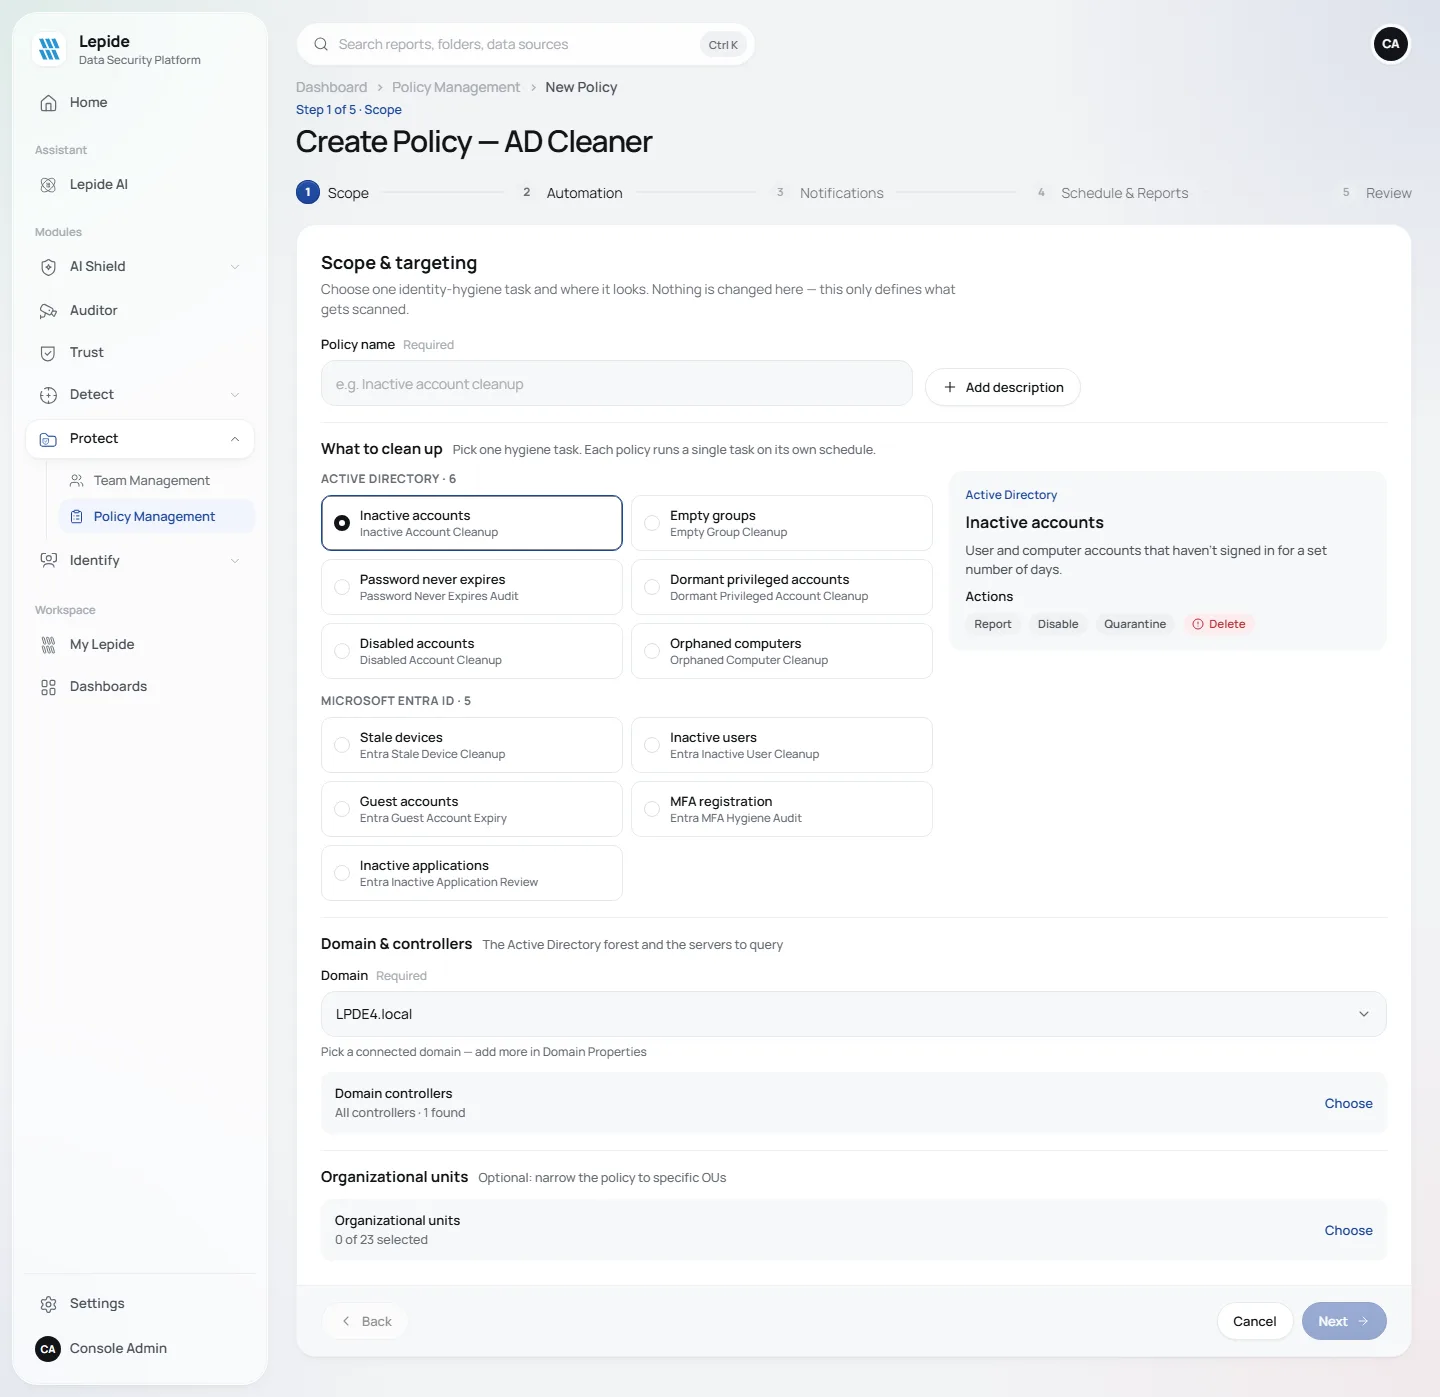 Lepide
Data Security Platform
Home
Assistant
Lepide AI
Modules
AI Shield
Auditor
Trust
Detect
Protect
Team Management
Policy Management
Identify
Workspace
My Lepide
Dashboards
Settings
CA Console Admin
Search reports, folders, data sources Ctrl K
CA
Dashboard > Policy Management > New Policy
Step 1 of 5 · Scope
Create Policy — AD Cleaner
1 Scope 2 Automation 3 Notifications 4 Schedule & Reports 5 Review
Scope & targeting
Choose one identity-hygiene task and where it looks. Nothing is changed here — this only defines what
gets scanned.
Policy name Required
e.g. Inactive account cleanup
+ Add description
What to clean up Pick one hygiene task. Each policy runs a single task on its own schedule.
ACTIVE DIRECTORY · 6
Inactive accounts
Inactive Account Cleanup
Empty groups
Empty Group Cleanup
Password never expires
Password Never Expires Audit
Dormant privileged accounts
Dormant Privileged Account Cleanup
Disabled accounts
Disabled Account Cleanup
Orphaned computers
Orphaned Computer Cleanup
MICROSOFT ENTRA ID · 5
Stale devices
Entra Stale Device Cleanup
Inactive users
Entra Inactive User Cleanup
Guest accounts
Entra Guest Account Expiry
MFA registration
Entra MFA Hygiene Audit
Inactive applications
Entra Inactive Application Review
Active Directory
Inactive accounts
User and computer accounts that haven't signed in for a set
number of days.
Actions
Report Disable Quarantine Delete
Domain & controllers The Active Directory forest and the servers to query
Domain Required
LPDE4.local
Pick a connected domain — add more in Domain Properties
Domain controllers
All controllers · 1 found
Choose
Organizational units Optional: narrow the policy to specific OUs
Organizational units
0 of 23 selected
Choose
Back
Cancel
Next